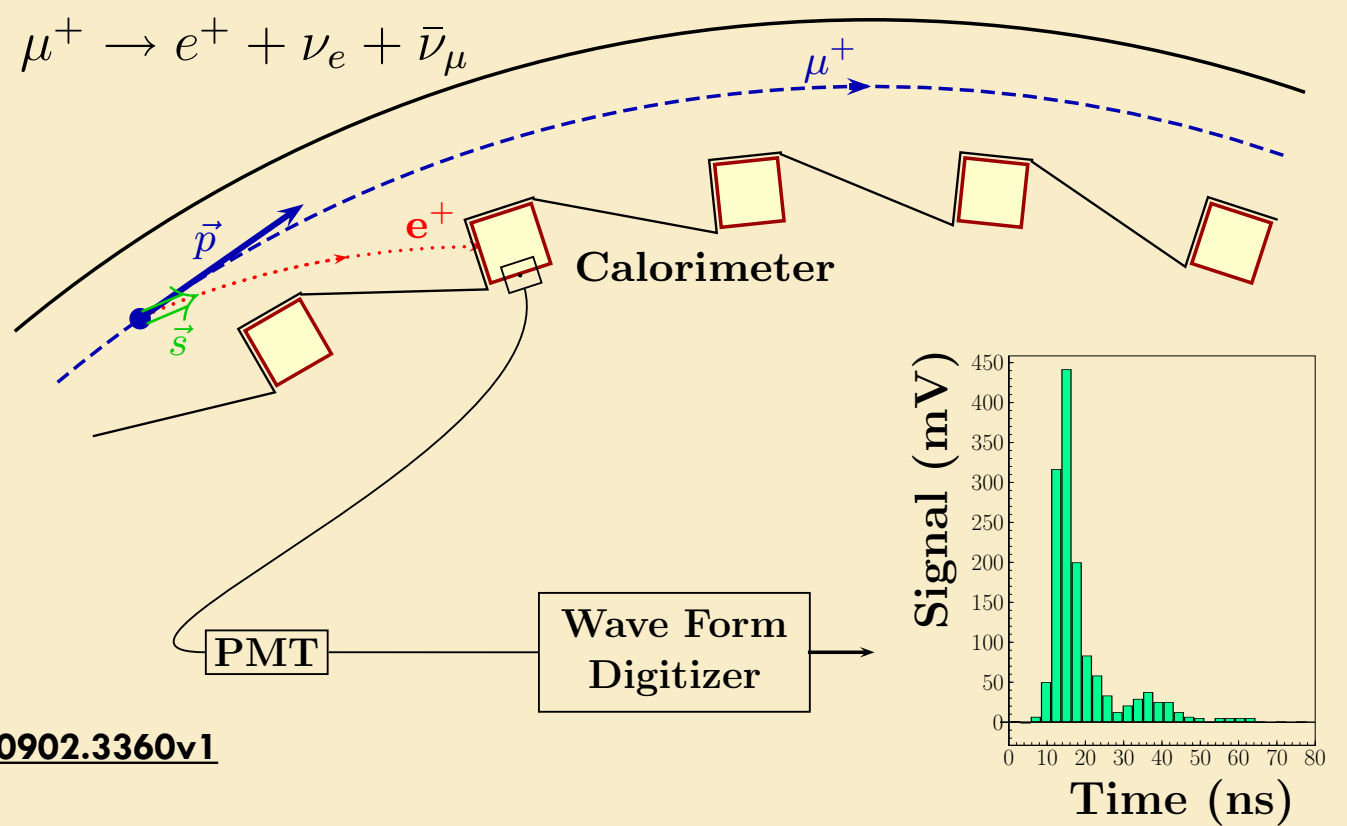 μ⁺ → e⁺ + νₑ + ν̄_μ
μ⁺
p⃗
e⁺
s⃗
Calorimeter
PMT
Wave Form
Digitizer
0902.3360v1
Signal (mV)
450
400
350
300
250
200
150
100
50
0
0 10 20 30 40 50 60 70 80
Time (ns)